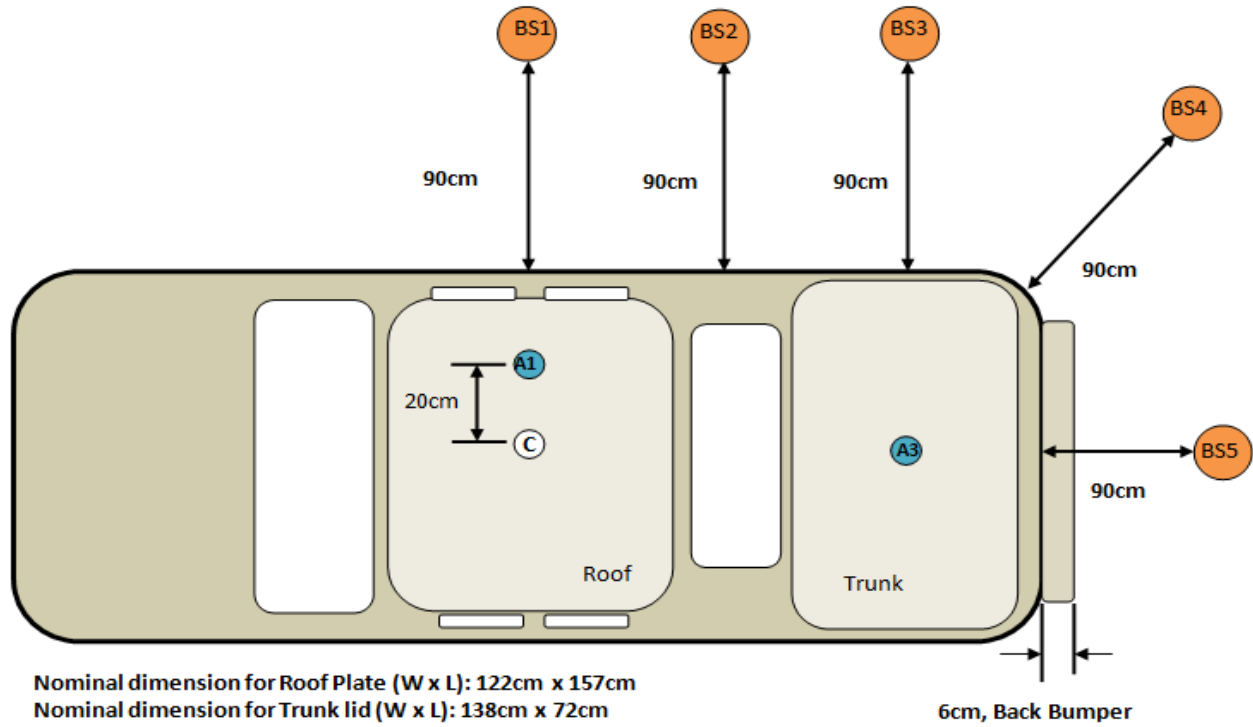 BS1
BS2
BS3
BS4
90cm
90cm
90cm
90cm
A1
20cm
C
A3
BS5
90cm
Roof
Trunk
Nominal dimension for Roof Plate (W x L): 122cm x 157cm
Nominal dimension for Trunk lid (W x L): 138cm x 72cm
6cm, Back Bumper